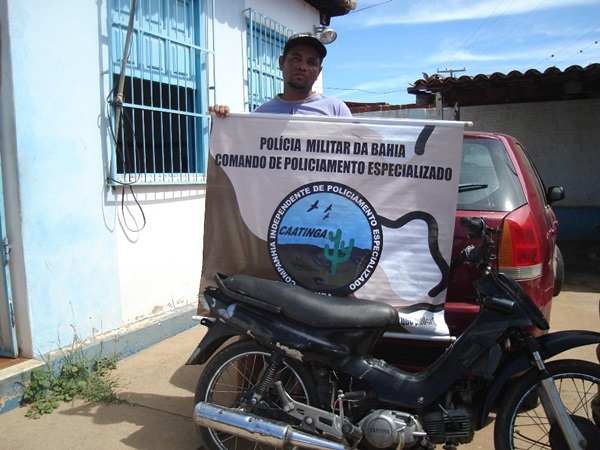 POLÍCIA MILITAR DA BAHIA
COMANDO DE POLICIAMENTO ESPECIALIZADO
COMPANHIA INDEPENDENTE DE POLICIAMENTO ESPECIALIZADO
CAATINGA
YAMAHA